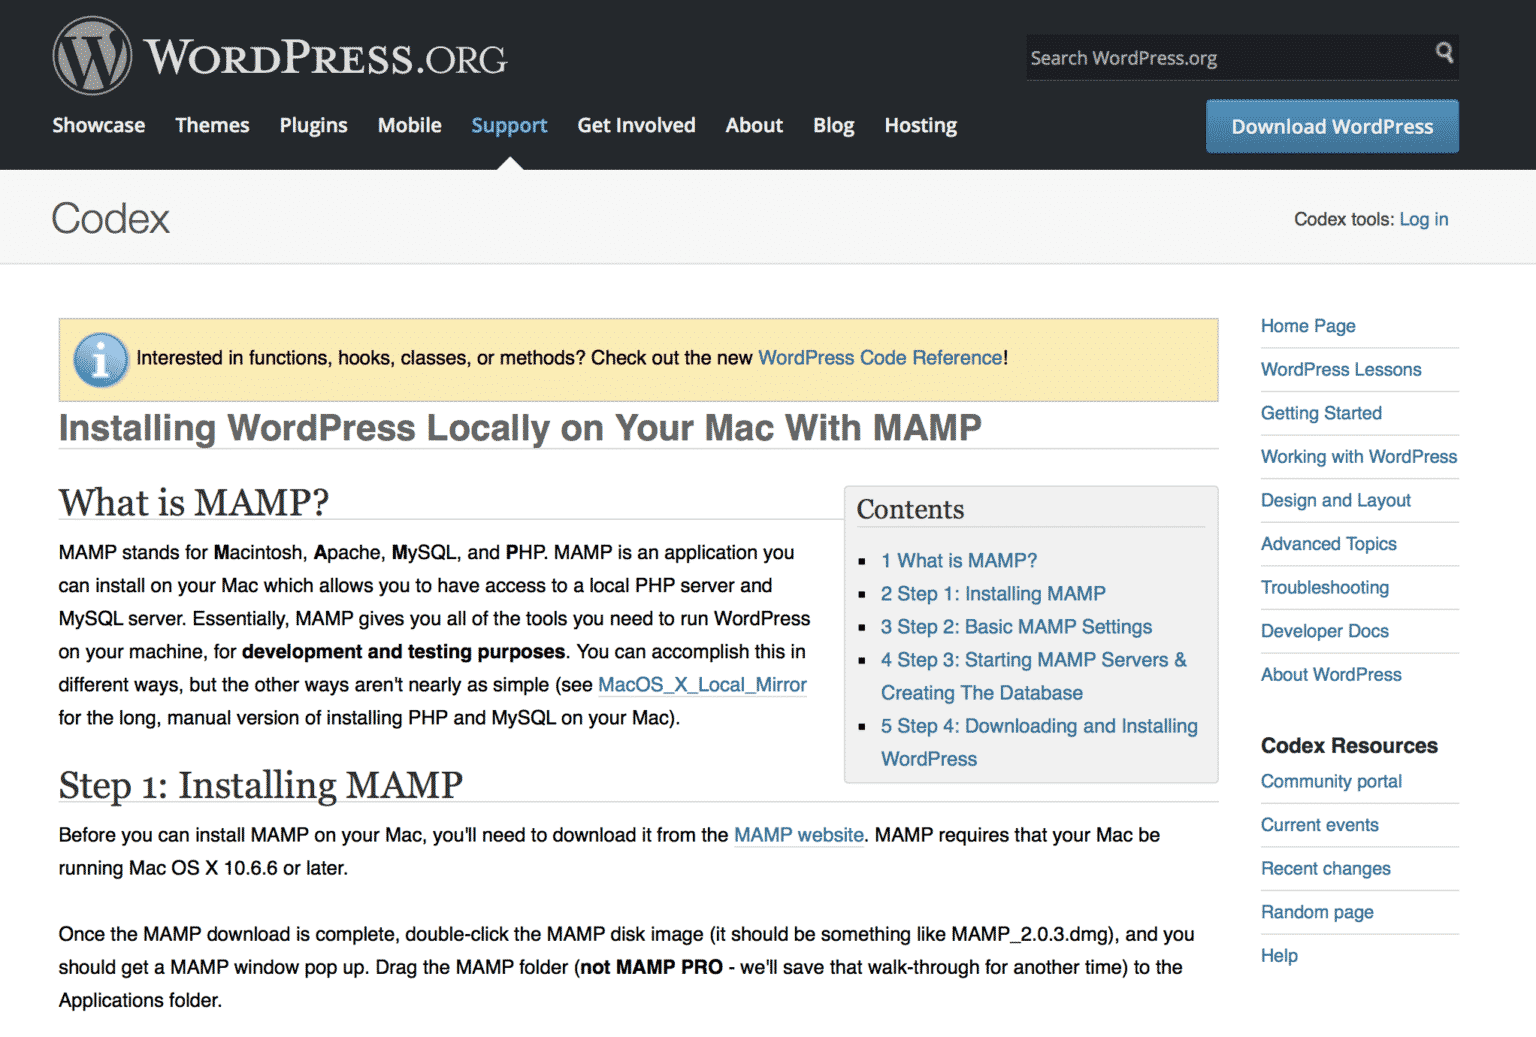 WORDPRESS.ORG
Search WordPress.org
Showcase Themes Plugins Mobile Support Get Involved About Blog Hosting
Download WordPress
Codex
Codex tools: Log in
Interested in functions, hooks, classes, or methods? Check out the new WordPress Code Reference!
Installing WordPress Locally on Your Mac With MAMP
What is MAMP?
MAMP stands for Macintosh, Apache, MySQL, and PHP. MAMP is an application you
can install on your Mac which allows you to have access to a local PHP server and
MySQL server. Essentially, MAMP gives you all of the tools you need to run WordPress
on your machine, for development and testing purposes. You can accomplish this in
different ways, but the other ways aren't nearly as simple (see MacOS_X_Local_Mirror
for the long, manual version of installing PHP and MySQL on your Mac).
Contents
1 What is MAMP?
2 Step 1: Installing MAMP
3 Step 2: Basic MAMP Settings
4 Step 3: Starting MAMP Servers &
Creating The Database
5 Step 4: Downloading and Installing
WordPress
Step 1: Installing MAMP
Before you can install MAMP on your Mac, you'll need to download it from the MAMP website. MAMP requires that your Mac be
running Mac OS X 10.6.6 or later.
Once the MAMP download is complete, double-click the MAMP disk image (it should be something like MAMP_2.0.3.dmg), and you
should get a MAMP window pop up. Drag the MAMP folder (not MAMP PRO - we'll save that walk-through for another time) to the
Applications folder.
Home Page
WordPress Lessons
Getting Started
Working with WordPress
Design and Layout
Advanced Topics
Troubleshooting
Developer Docs
About WordPress
Codex Resources
Community portal
Current events
Recent changes
Random page
Help